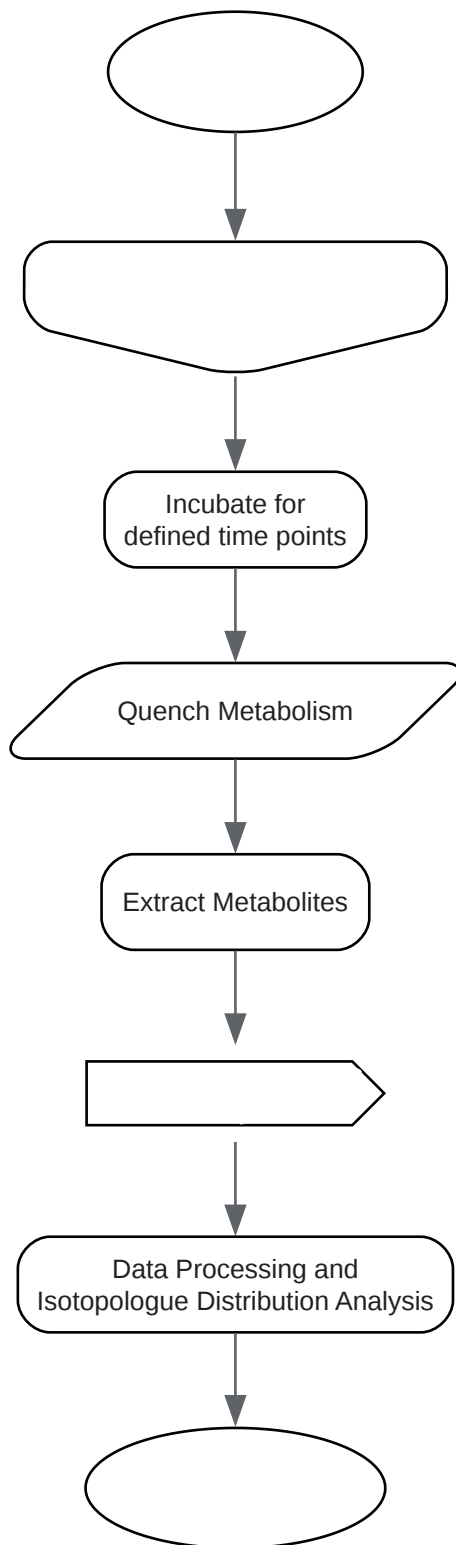 Incubate for
defined time points
Quench Metabolism
Extract Metabolites
Data Processing and
Isotopologue Distribution Analysis